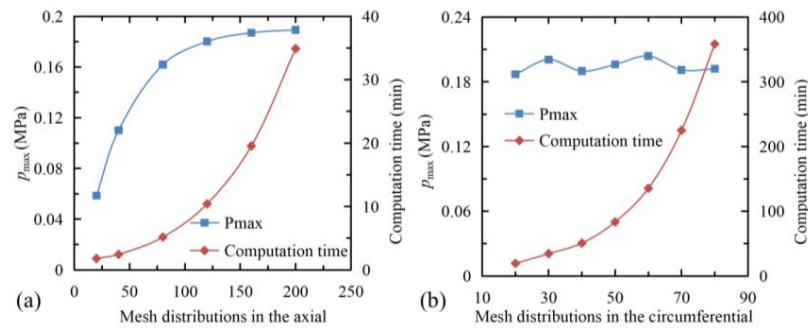 0.2
0.16
0.12
0.08
0.04
0
p_max (MPa)
40
30
20
10
0
Computation time (min)
Pmax
Computation time
0 50 100 150 200 250
(a) Mesh distributions in the axial
0.24
0.18
0.12
0.06
0
p_max (MPa)
400
300
200
100
0
Computation time (min)
Pmax
Computation time
10 30 50 70 90
(b) Mesh distributions in the circumferential